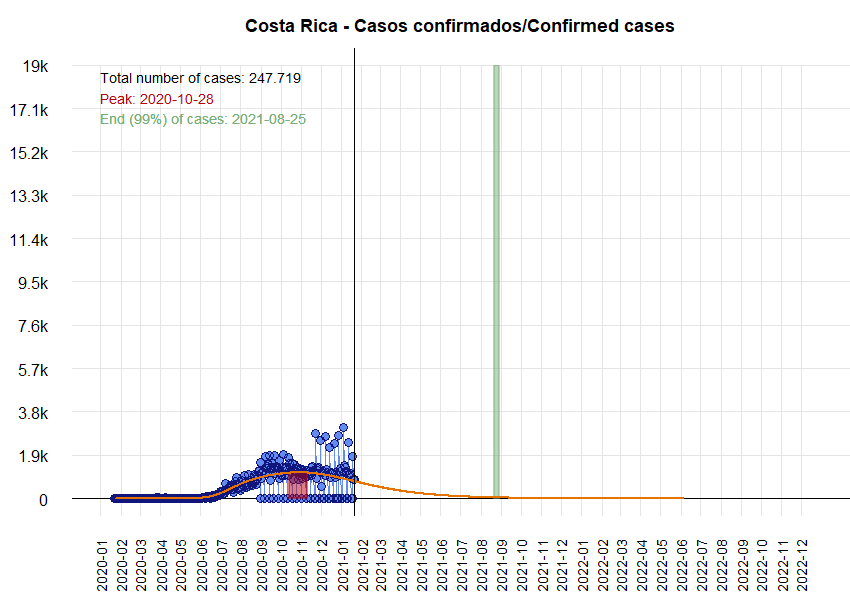 Costa Rica - Casos confirmados/Confirmed cases
19k
17.1k
15.2k
13.3k
11.4k
9.5k
7.6k
5.7k
3.8k
1.9k
0
Total number of cases: 247.719
Peak: 2020-10-28
End (99%) of cases: 2021-08-25
2020-01
2020-02
2020-03
2020-04
2020-05
2020-06
2020-07
2020-08
2020-09
2020-10
2020-11
2020-12
2021-01
2021-02
2021-03
2021-04
2021-05
2021-06
2021-07
2021-08
2021-09
2021-10
2021-11
2021-12
2022-01
2022-02
2022-03
2022-04
2022-05
2022-06
2022-07
2022-08
2022-09
2022-10
2022-11
2022-12